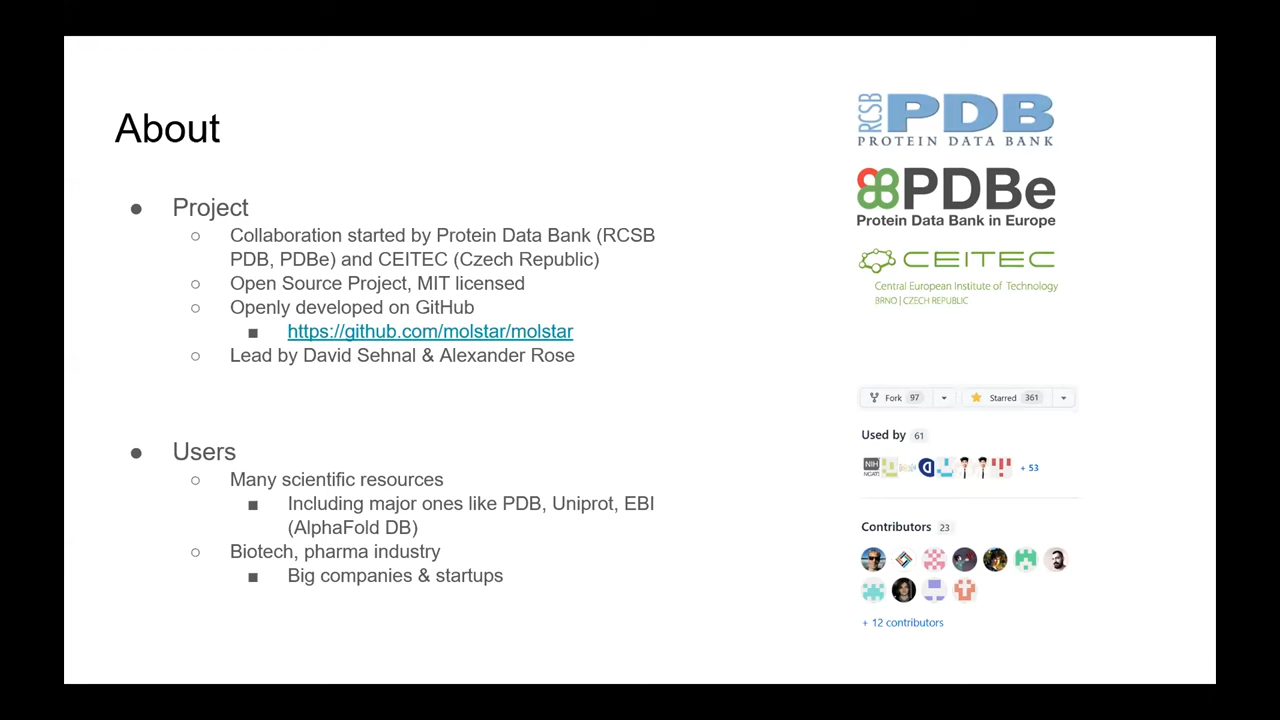 About
● Project
○ Collaboration started by Protein Data Bank (RCSB
PDB, PDBe) and CEITEC (Czech Republic)
○ Open Source Project, MIT licensed
○ Openly developed on GitHub
■ https://github.com/molstar/molstar
○ Lead by David Sehnal & Alexander Rose
● Users
○ Many scientific resources
■ Including major ones like PDB, Uniprot, EBI
(AlphaFold DB)
○ Biotech, pharma industry
■ Big companies & startups
RCSB PDB
PROTEIN DATA BANK
PDBe
Protein Data Bank in Europe
CEITEC
Central European Institute of Technology
BRNO | CZECH REPUBLIC
Fork 97 Starred 361
Used by 61
NIH
NCATS
+ 53
Contributors 23
+ 12 contributors